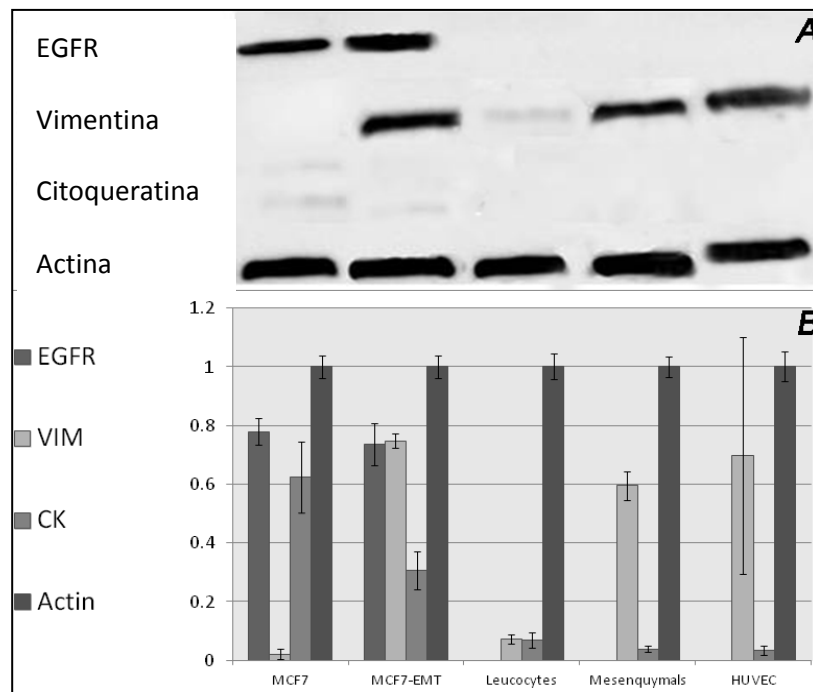 A
EGFR
Vimentina
Citoqueratina
Actina
B
EGFR
VIM
CK
Actin
1.2
1
0.8
0.6
0.4
0.2
0
MCF7
MCF7-EMT
Leucocytes
Mesenquymals
HUVEC